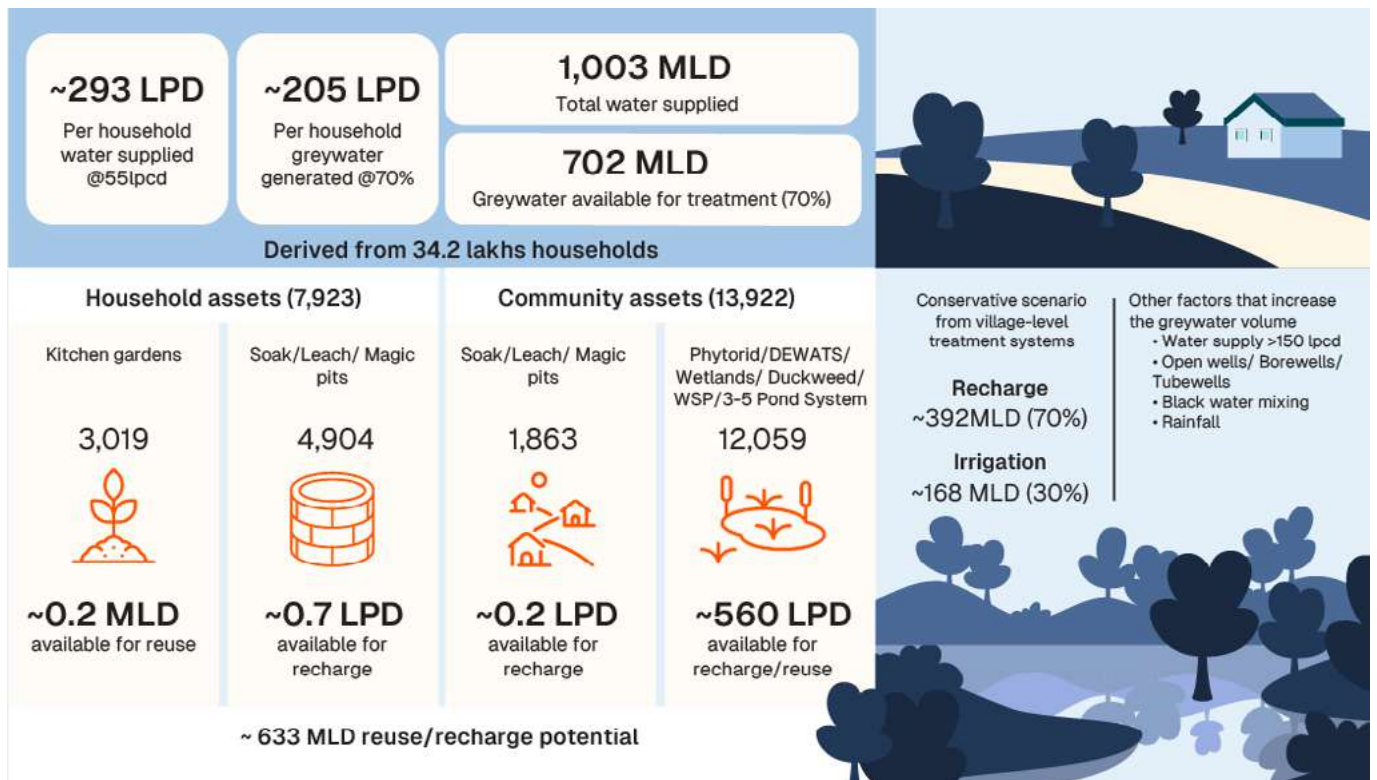 ~293 LPD
Per household
water supplied
@55lpcd
~205 LPD
Per household
greywater
generated @70%
1,003 MLD
Total water supplied
702 MLD
Greywater available for treatment (70%)
Derived from 34.2 lakhs households
Household assets (7,923)
Kitchen gardens
3,019
~0.2 MLD
available for reuse
Soak/Leach/ Magic
pits
4,904
~0.7 LPD
available for
recharge
Community assets (13,922)
Soak/Leach/ Magic
pits
1,863
~0.2 LPD
available for
recharge
Phytorid/DEWATS/
Wetlands/ Duckweed/
WSP/3-5 Pond System
12,059
~560 LPD
available for
recharge/reuse
~ 633 MLD reuse/recharge potential
Conservative scenario
from village-level
treatment systems
Recharge
~392MLD (70%)
Irrigation
~168 MLD (30%)
Other factors that increase
the greywater volume
• Water supply >150 lpcd
• Open wells/ Borewells/
Tubewells
• Black water mixing
• Rainfall